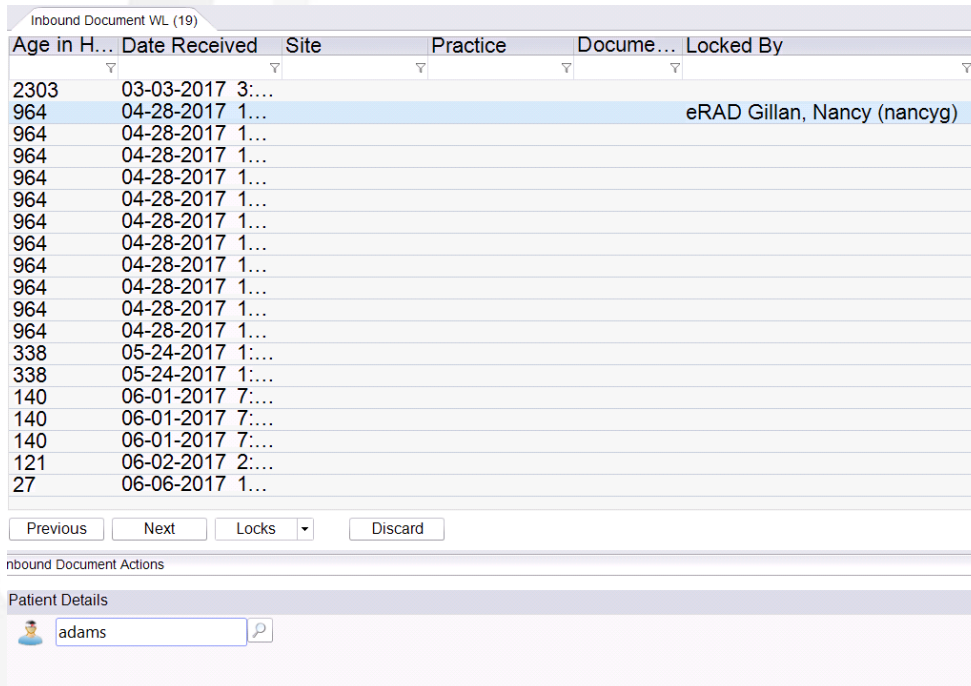 Inbound Document WL (19)
Age in H... Date Received Site Practice Docume... Locked By
2303 03-03-2017 3:...
964 04-28-2017 1... eRAD Gillan, Nancy (nancyg)
964 04-28-2017 1...
964 04-28-2017 1...
964 04-28-2017 1...
964 04-28-2017 1...
964 04-28-2017 1...
964 04-28-2017 1...
964 04-28-2017 1...
964 04-28-2017 1...
964 04-28-2017 1...
964 04-28-2017 1...
338 05-24-2017 1:...
338 05-24-2017 1:...
140 06-01-2017 7:...
140 06-01-2017 7:...
140 06-01-2017 7:...
121 06-02-2017 2:...
27 06-06-2017 1...
Previous Next Locks Discard
nbound Document Actions
Patient Details
adams